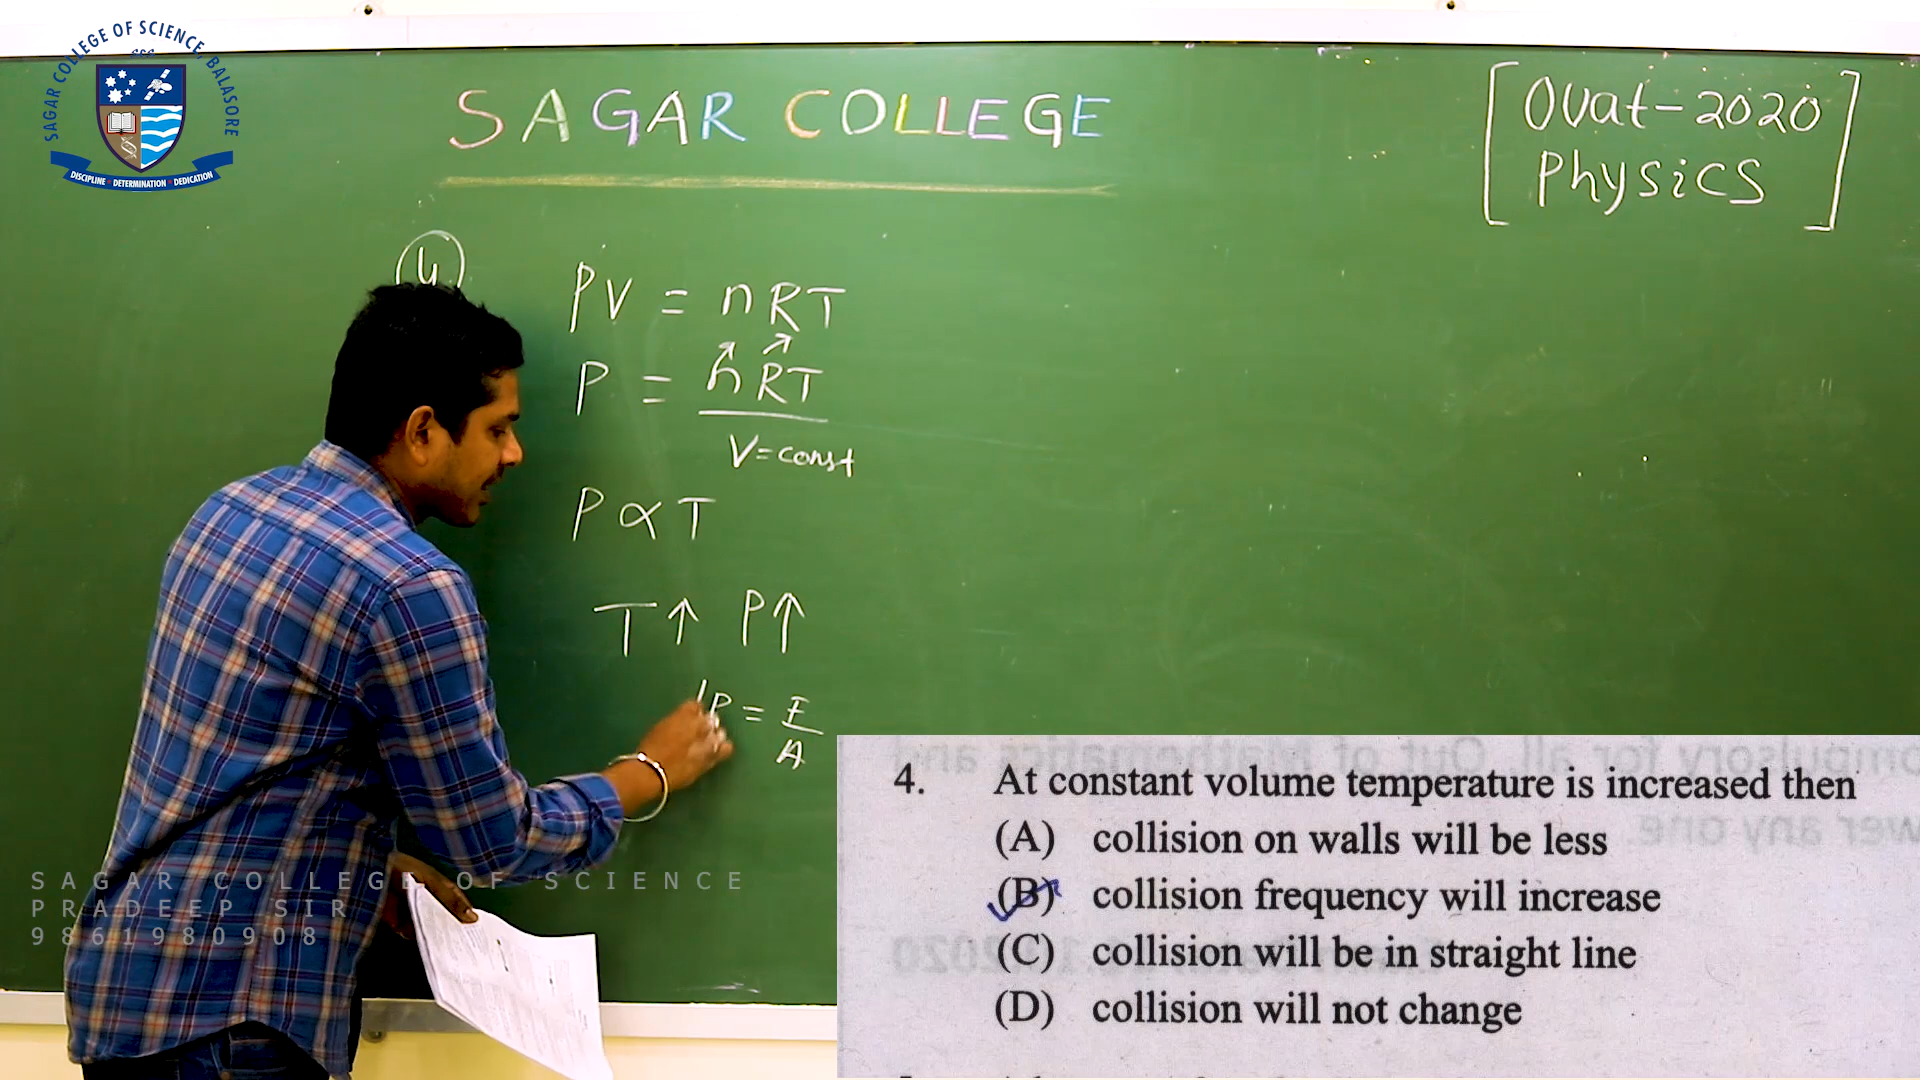 SAGAR COLLEGE OF SCIENCE, BALASORE
DISCIPLINE • DETERMINATION • DEDICATION
SAGAR COLLEGE
Ouat-2020
Physics
4
PV = nRT
P = nRT
V=const
P ∝ T
T↑ P↑
P = F
A
SAGAR COLLEGE OF SCIENCE
PRADEEP SIR
9861980908
4. At constant volume temperature is increased then
(A) collision on walls will be less
(B) collision frequency will increase
(C) collision will be in straight line
(D) collision will not change